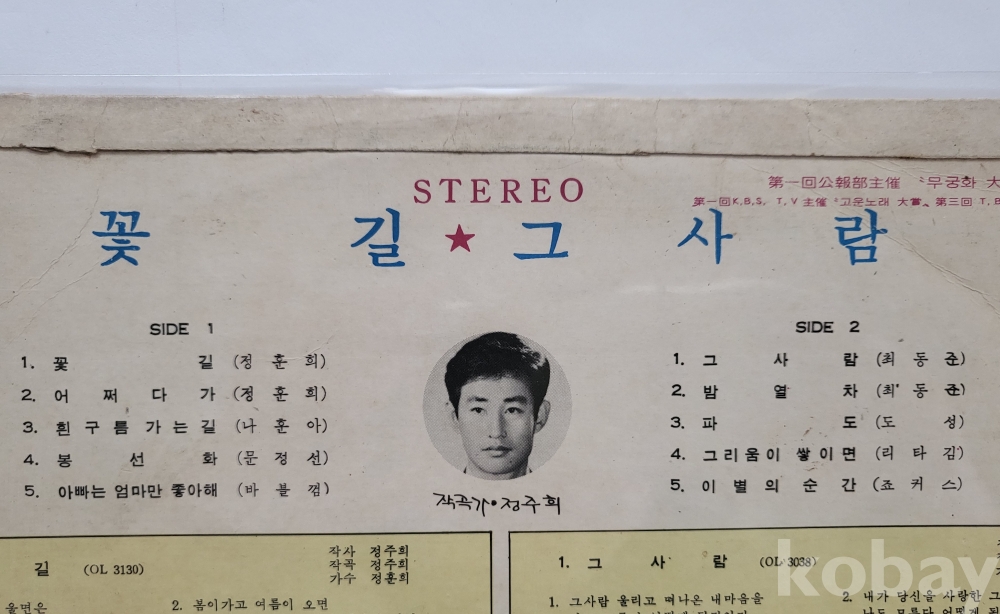 STEREO
第一回公報部主催 "무궁화 大
第一回K.B.S. T.V主催 "고운노래 大賞" 第三回 T.B
꽃길 ★ 그사람
SIDE 1
1. 꽃 길 (정훈희)
2. 어쩌다가 (정훈희)
3. 흰구름 가는길 (나훈아)
4. 봉선화 (문정선)
5. 아빠는 엄마만 좋아해 (바블껌)
SIDE 2
1. 그사람 (최동준)
2. 밤열차 (최동준)
3. 파도 (도성)
4. 그리움이 쌓이면 (리타김)
5. 이별의 순간 (죠커스)
작곡가·정주희
길 (OL 3130)
작사 정주희
작곡 정주희
가수 정훈희
울면은
2. 봄이가고 여름이 오면
1. 그사람 (OL 3038)
1. 그사람 울리고 떠나온 내마음을
2. 내가 당신을 사랑한 그
kobay